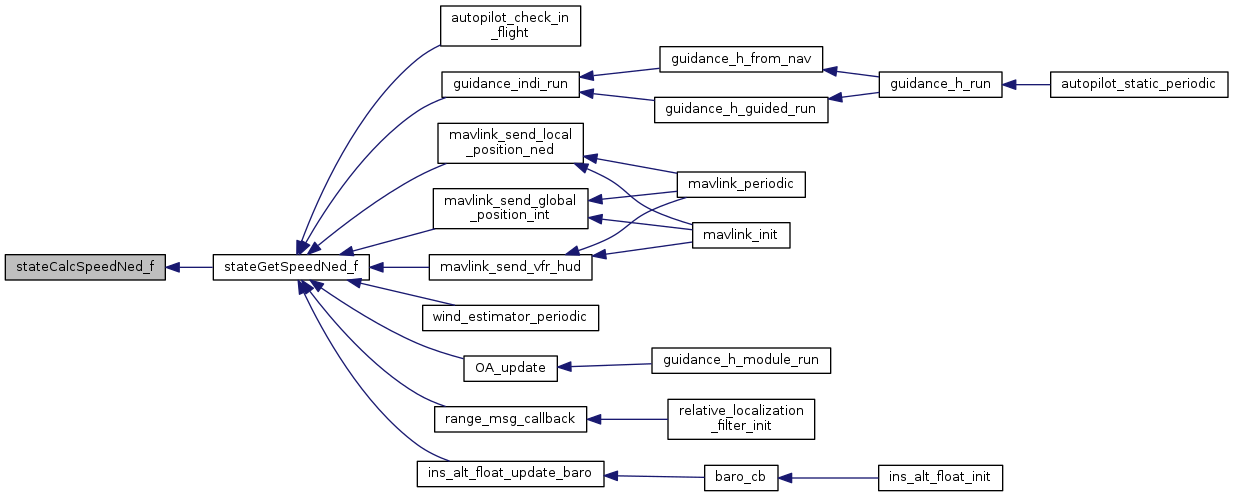 autopilot_check_in
_flight
guidance_h_from_nav
guidance_indi_run
guidance_h_run
autopilot_static_periodic
guidance_h_guided_run
mavlink_send_local
_position_ned
mavlink_periodic
mavlink_send_global
_position_int
mavlink_init
stateCalcSpeedNed_f
stateGetSpeedNed_f
mavlink_send_vfr_hud
wind_estimator_periodic
OA_update
guidance_h_module_run
range_msg_callback
relative_localization
_filter_init
ins_alt_float_update_baro
baro_cb
ins_alt_float_init